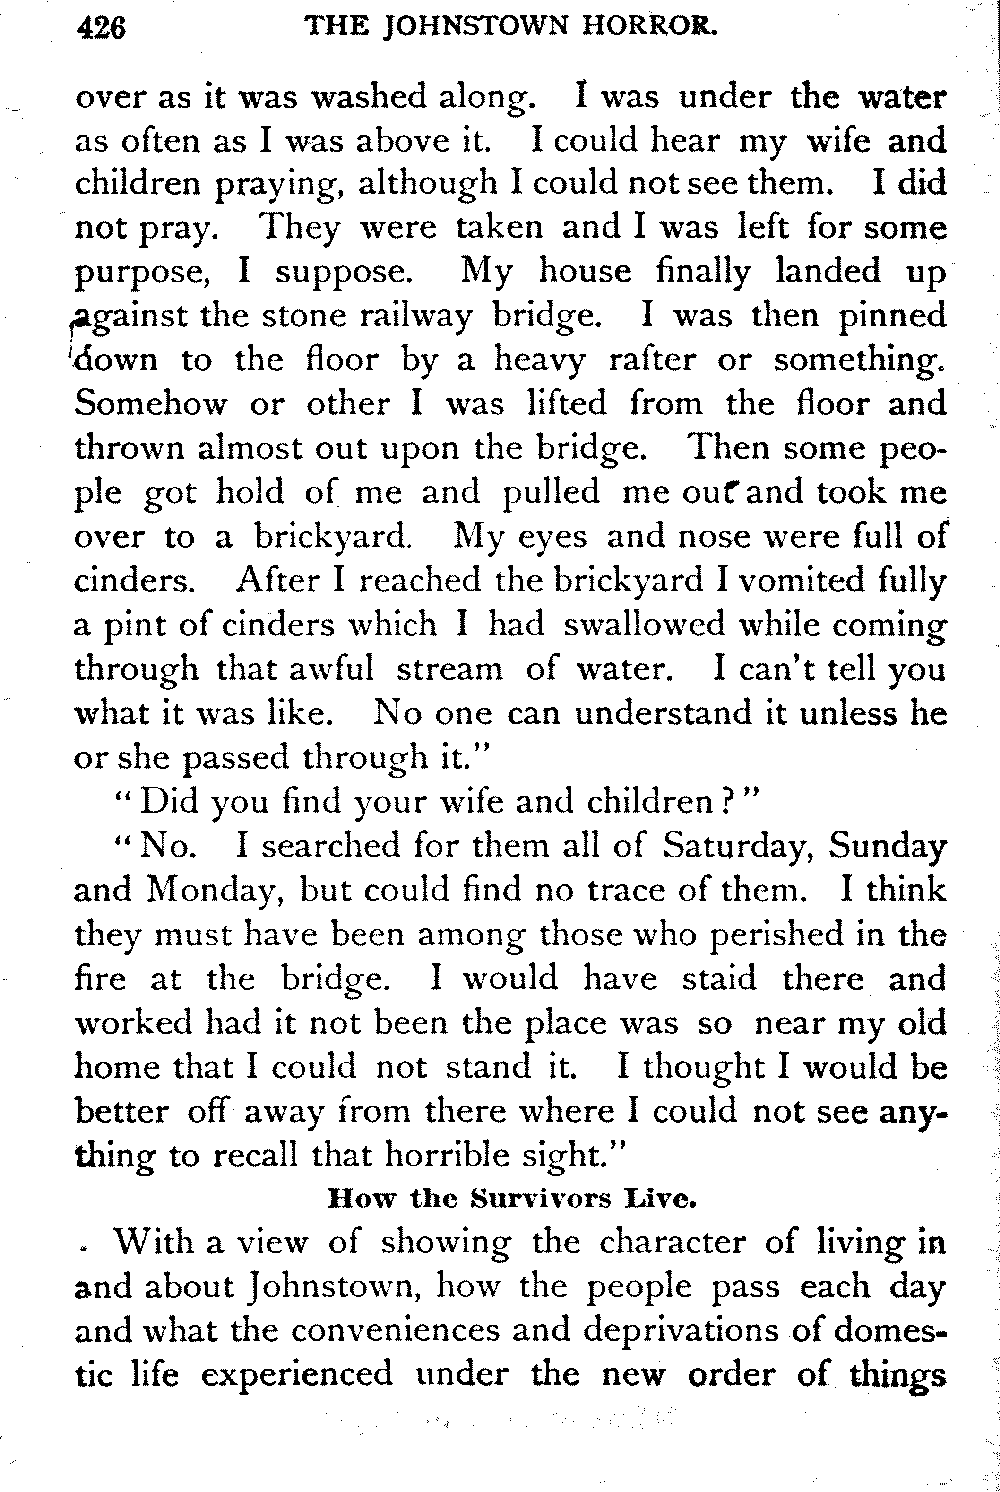 426 THE JOHNSTOWN HORROR.
over as it was washed along. I was under the water
as often as I was above it. I could hear my wife and
children praying, although I could not see them. I did
not pray. They were taken and I was left for some
purpose, I suppose. My house finally landed up
against the stone railway bridge. I was then pinned
down to the floor by a heavy rafter or something.
Somehow or other I was lifted from the floor and
thrown almost out upon the bridge. Then some peo-
ple got hold of me and pulled me out and took me
over to a brickyard. My eyes and nose were full of
cinders. After I reached the brickyard I vomited fully
a pint of cinders which I had swallowed while coming
through that awful stream of water. I can't tell you
what it was like. No one can understand it unless he
or she passed through it."
"Did you find your wife and children?"
"No. I searched for them all of Saturday, Sunday
and Monday, but could find no trace of them. I think
they must have been among those who perished in the
fire at the bridge. I would have staid there and
worked had it not been the place was so near my old
home that I could not stand it. I thought I would be
better off away from there where I could not see any-
thing to recall that horrible sight."
How the Survivors Live.
With a view of showing the character of living in
and about Johnstown, how the people pass each day
and what the conveniences and deprivations of domes-
tic life experienced under the new order of things